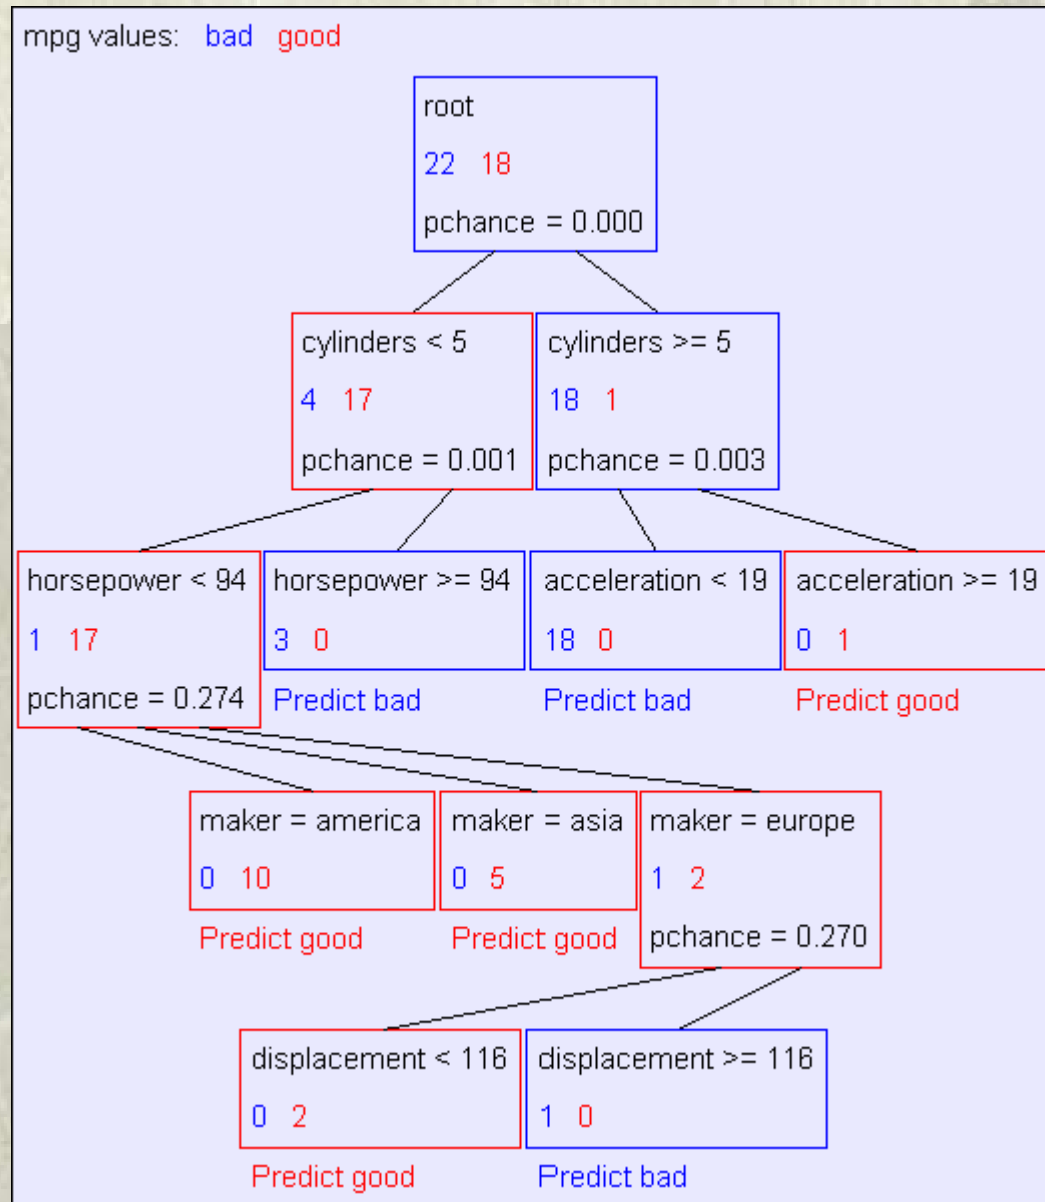 mpg values: bad good
root
22 18
pchance = 0.000
cylinders < 5
4 17
pchance = 0.001
cylinders >= 5
18 1
pchance = 0.003
horsepower < 94
1 17
pchance = 0.274
horsepower >= 94
3 0
Predict bad
acceleration < 19
18 0
Predict bad
acceleration >= 19
0 1
Predict good
maker = america
0 10
Predict good
maker = asia
0 5
Predict good
maker = europe
1 2
pchance = 0.270
displacement < 116
0 2
Predict good
displacement >= 116
1 0
Predict bad